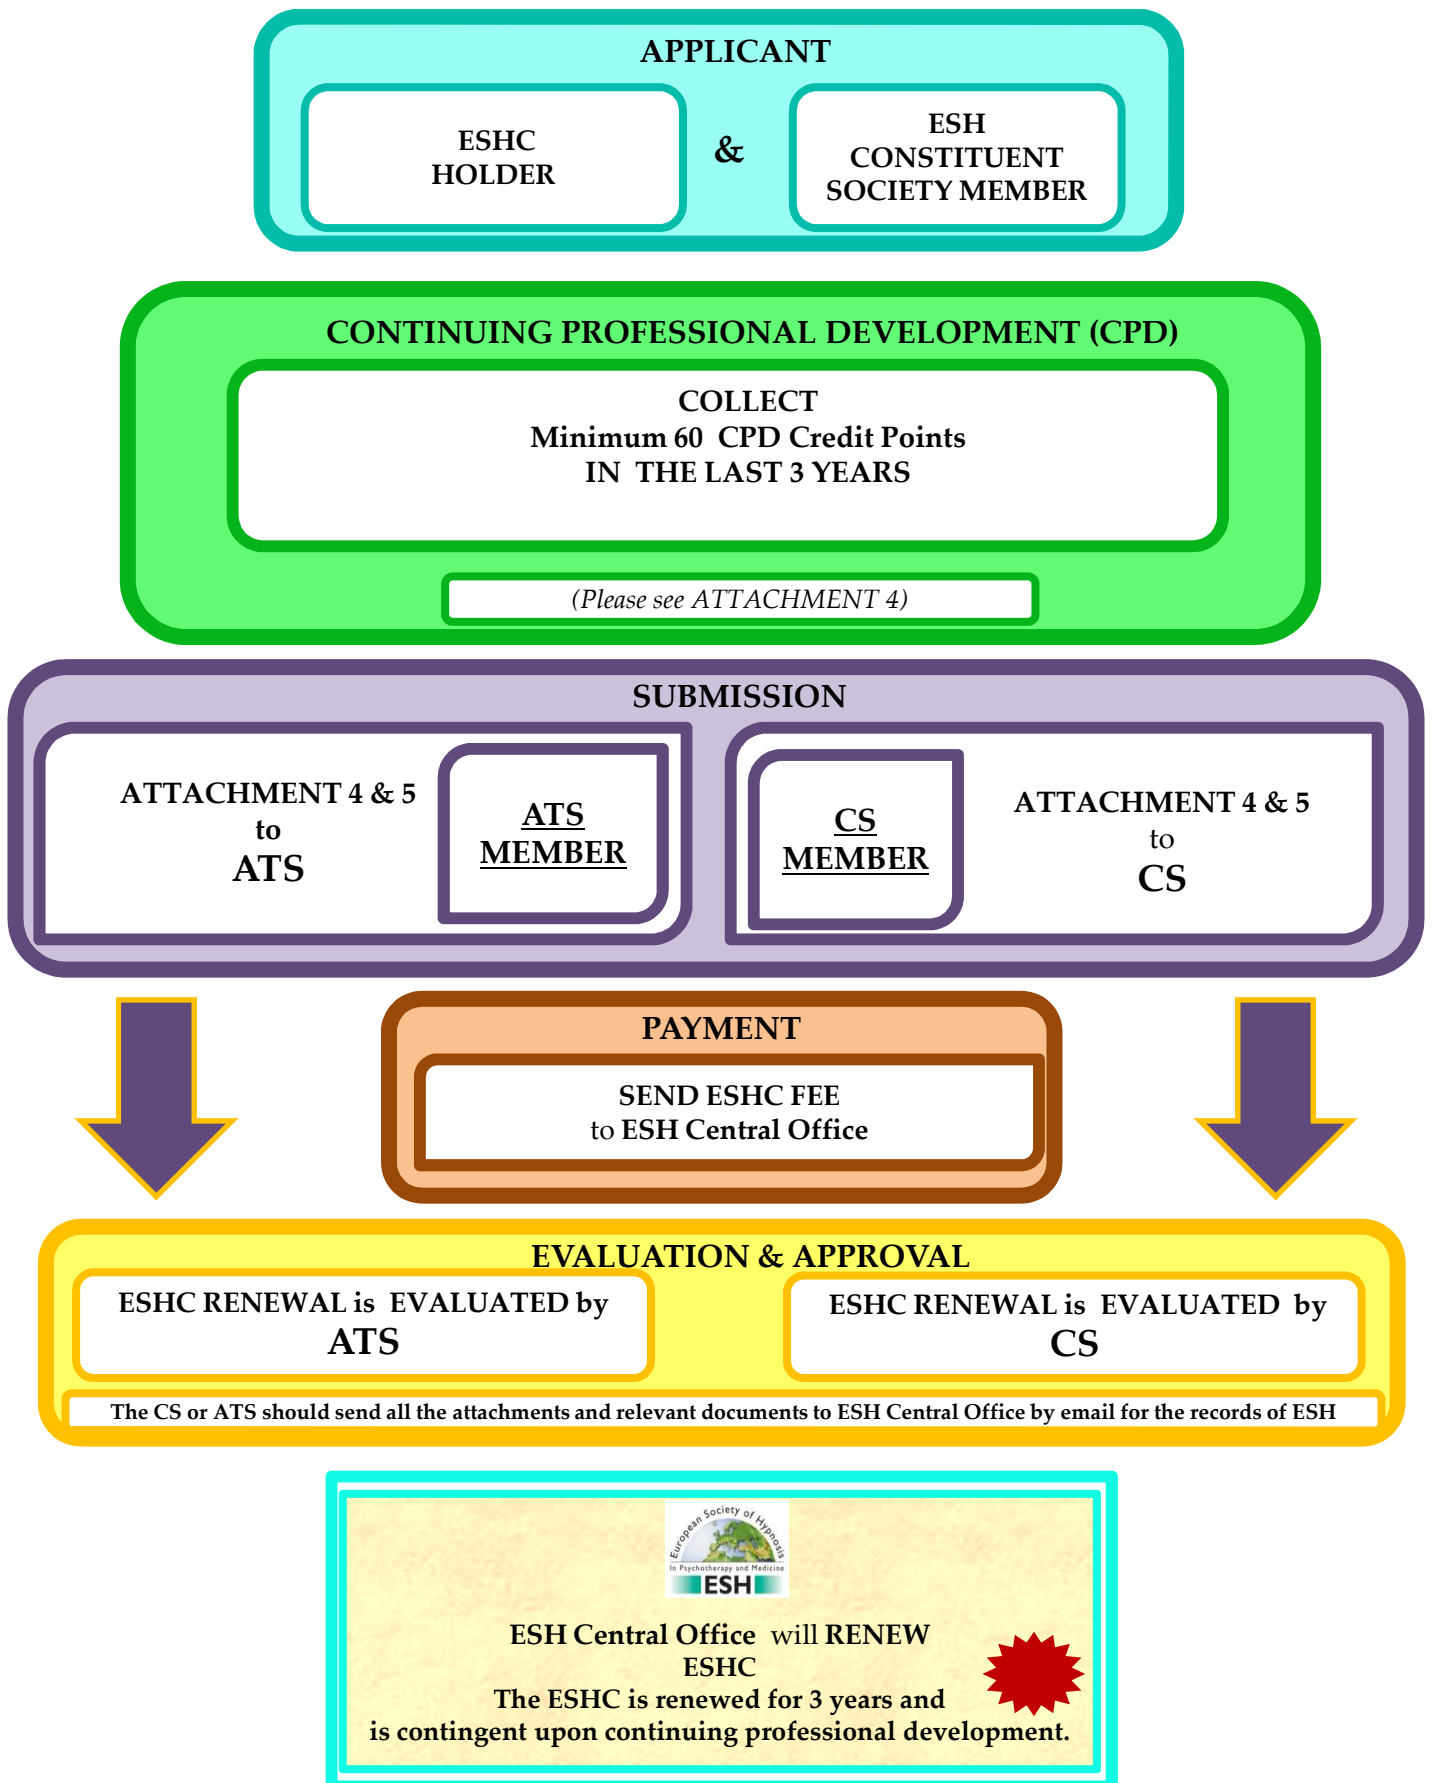 APPLICANT
ESHC
HOLDER
&
ESH
CONSTITUENT
SOCIETY MEMBER
CONTINUING PROFESSIONAL DEVELOPMENT (CPD)
COLLECT
Minimum 60 CPD Credit Points
IN THE LAST 3 YEARS
(Please see ATTACHMENT 4)
SUBMISSION
ATTACHMENT 4 & 5
to
ATS
ATS
MEMBER
CS
MEMBER
ATTACHMENT 4 & 5
to
CS
PAYMENT
SEND ESHC FEE
to ESH Central Office
EVALUATION & APPROVAL
ESHC RENEWAL is EVALUATED by
ATS
ESHC RENEWAL is EVALUATED by
CS
The CS or ATS should send all the attachments and relevant documents to ESH Central Office by email for the records of ESH
European Society of Hypnosis
In Psychotherapy and Medicine
ESH
ESH Central Office will RENEW
ESHC
The ESHC is renewed for 3 years and
is contingent upon continuing professional development.